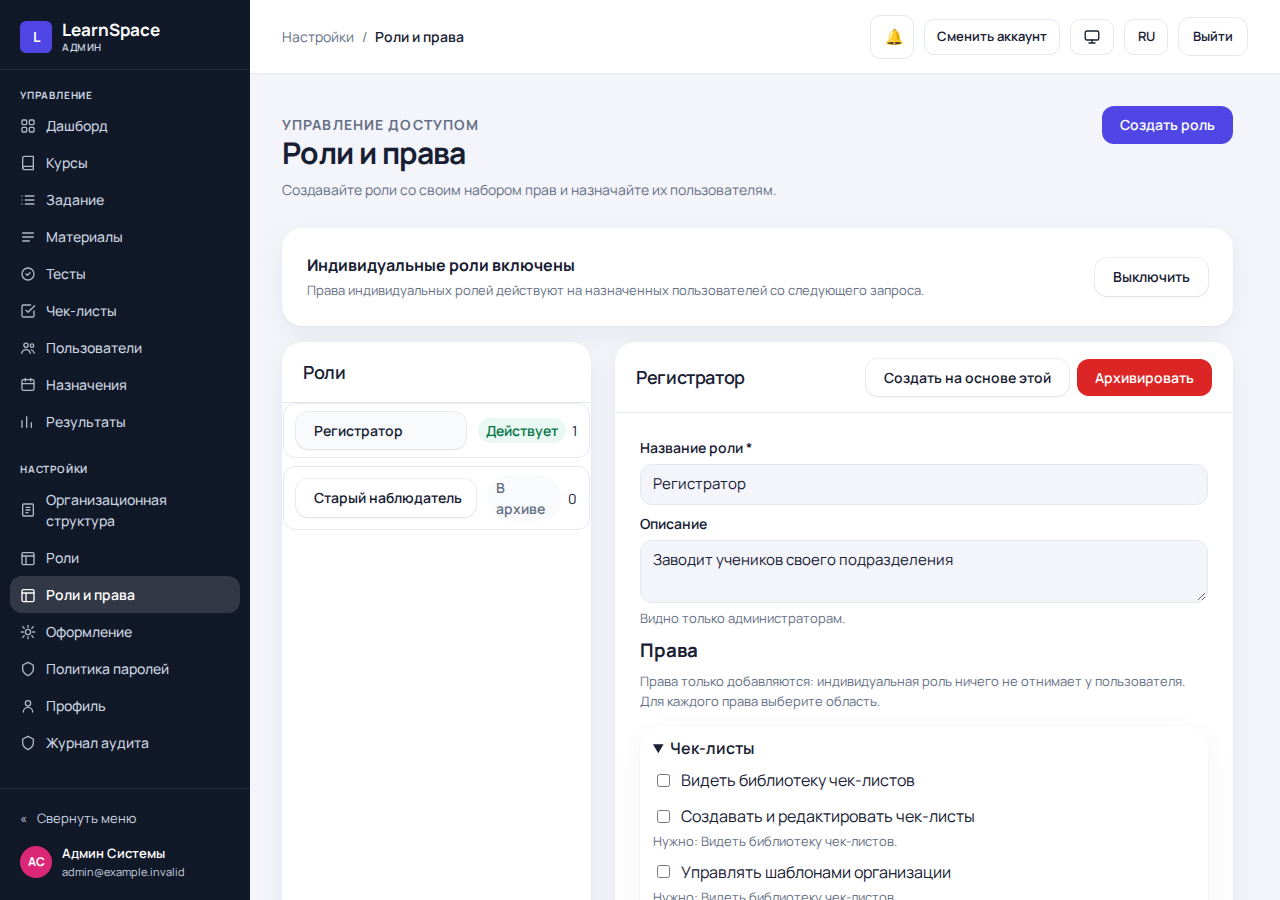 L
LearnSpace
АДМИН
УПРАВЛЕНИЕ
Дашборд
Курсы
Задание
Материалы
Тесты
Чек-листы
Пользователи
Назначения
Результаты
НАСТРОЙКИ
Организационная
структура
Роли
Роли и права
Оформление
Политика паролей
Профиль
Журнал аудита
« Свернуть меню
АС
Админ Системы
admin@example.invalid
Настройки / Роли и права
Сменить аккаунт
RU
Выйти
УПРАВЛЕНИЕ ДОСТУПОМ
Роли и права
Создавайте роли со своим набором прав и назначайте их пользователям.
Создать роль
Индивидуальные роли включены
Права индивидуальных ролей действуют на назначенных пользователей со следующего запроса.
Выключить
Роли
Регистратор Действует 1
Старый наблюдатель В архиве 0
Регистратор
Создать на основе этой
Архивировать
Название роли *
Регистратор
Описание
Заводит учеников своего подразделения
Видно только администраторам.
Права
Права только добавляются: индивидуальная роль ничего не отнимает у пользователя.
Для каждого права выберите область.
▼ Чек-листы
Видеть библиотеку чек-листов
Создавать и редактировать чек-листы
Нужно: Видеть библиотеку чек-листов.
Управлять шаблонами организации
Нужно: Видеть библиотеку чек-листов.